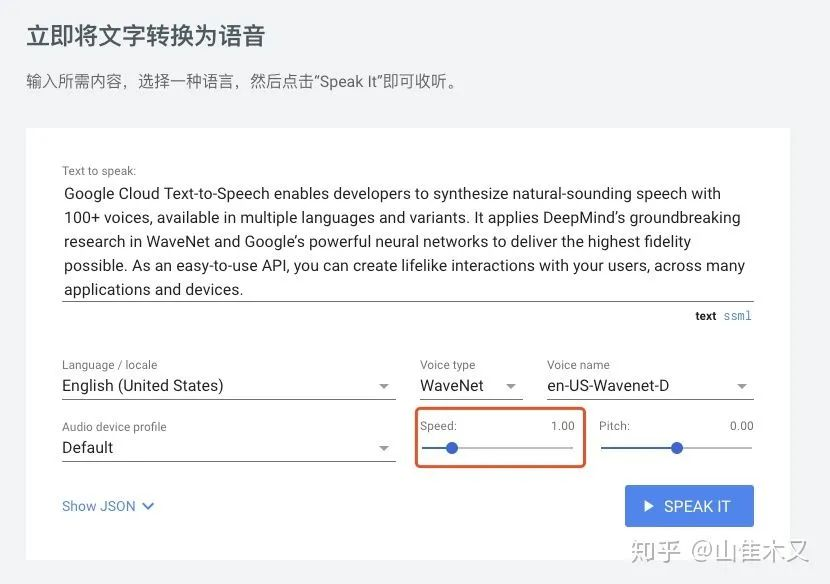 立即将文字转换为语音
输入所需内容，选择一种语言，然后点击“Speak It”即可收听。
Text to speak:
Google Cloud Text-to-Speech enables developers to synthesize natural-sounding speech with
100+ voices, available in multiple languages and variants. It applies DeepMind’s groundbreaking
research in WaveNet and Google’s powerful neural networks to deliver the highest fidelity
possible. As an easy-to-use API, you can create lifelike interactions with your users, across many
applications and devices.
text ssml
Language / locale Voice type Voice name
English (United States) WaveNet en-US-Wavenet-D
Audio device profile Speed: 1.00 Pitch: 0.00
Default
Show JSON SPEAK IT
知乎 @山隹木又